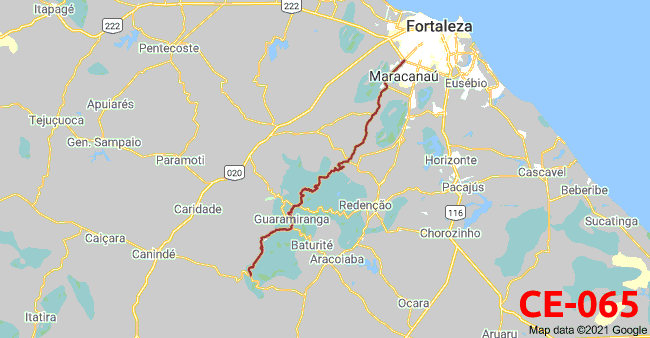 Itapagé
222
222
Fortaleza
Pentecoste
Maracanaú
Eusébio
Apuiarés
Tejuçuoca
Gen. Sampaio
Paramoti
Horizonte
020
Cascavel
Pacajús
Beberibe
Caridade
Redenção
116
Sucatinga
Guaramiranga
Chorozinho
Caiçara
Baturité
Canindé
Aracoiaba
Ocara
CE-065
Itatira
Aruaru
Map data ©2021 Google